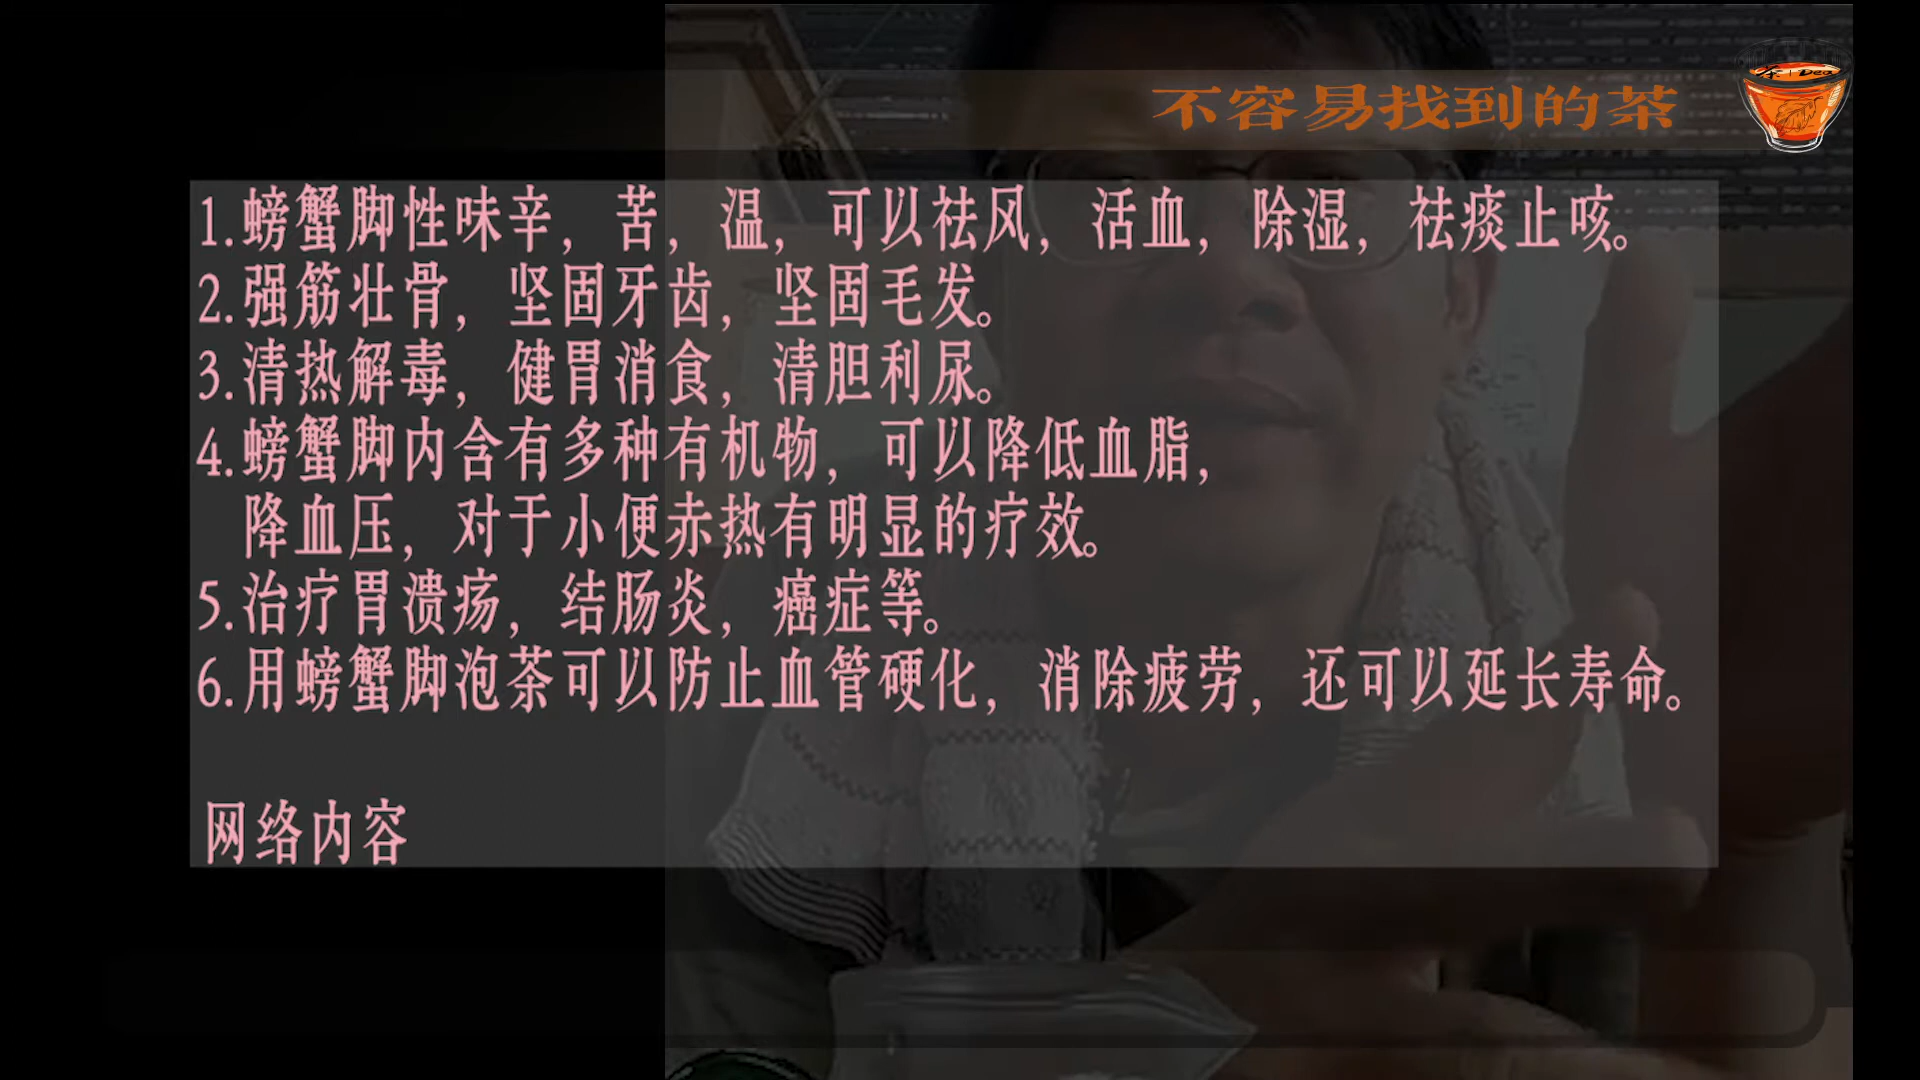 不容易找到的茶
茶 Dea
1.螃蟹脚性味辛，苦，温，可以祛风，活血，除湿，祛痰止咳。
2.强筋壮骨，坚固牙齿，坚固毛发。
3.清热解毒，健胃消食，清胆利尿。
4.螃蟹脚内含有多种有机物，可以降低血脂，
降血压，对于小便赤热有明显的疗效。
5.治疗胃溃疡，结肠炎，癌症等。
6.用螃蟹脚泡茶可以防止血管硬化，消除疲劳，还可以延长寿命。
网络内容